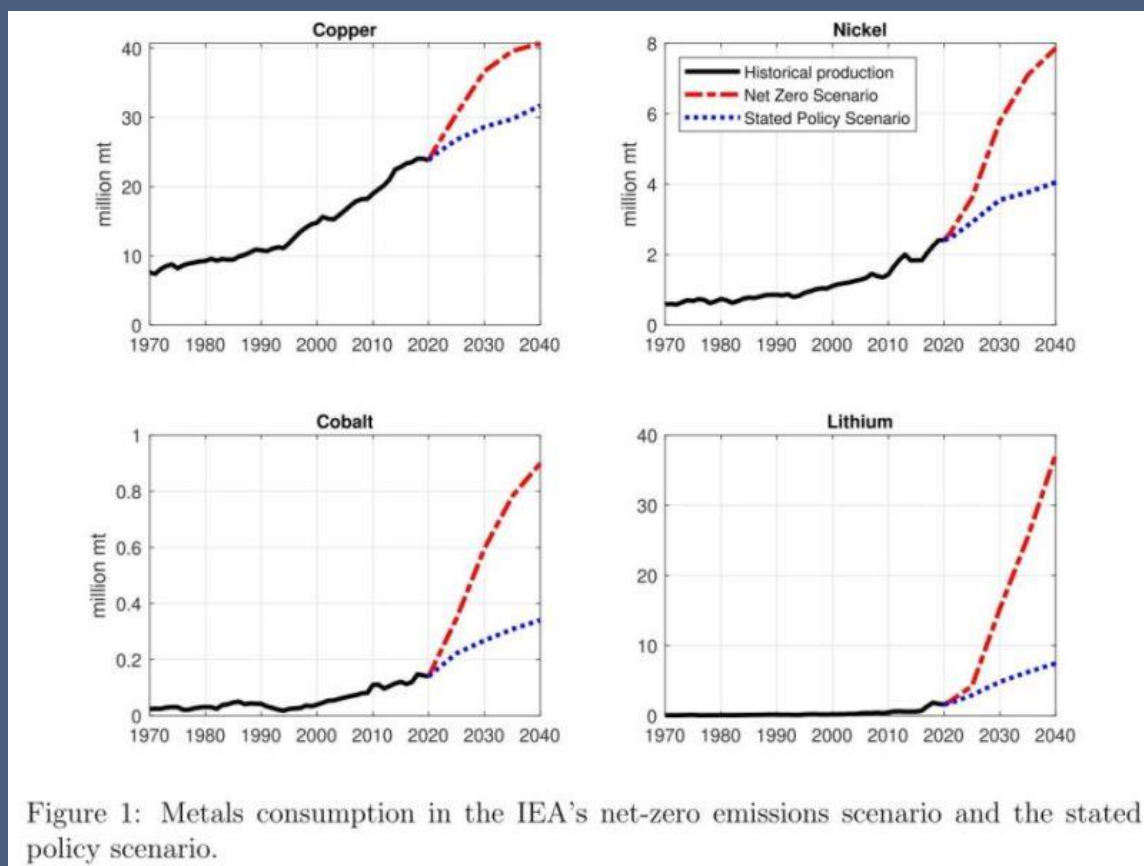 Copper
million mt
40
30
20
10
0
1970 1980 1990 2000 2010 2020 2030 2040
Nickel
8
6
4
2
0
Historical production
Net Zero Scenario
Stated Policy Scenario
1970 1980 1990 2000 2010 2020 2030 2040
Cobalt
million mt
1
0.8
0.6
0.4
0.2
0
1970 1980 1990 2000 2010 2020 2030 2040
Lithium
40
30
20
10
0
1970 1980 1990 2000 2010 2020 2030 2040
Figure 1: Metals consumption in the IEA's net-zero emissions scenario and the stated
policy scenario.